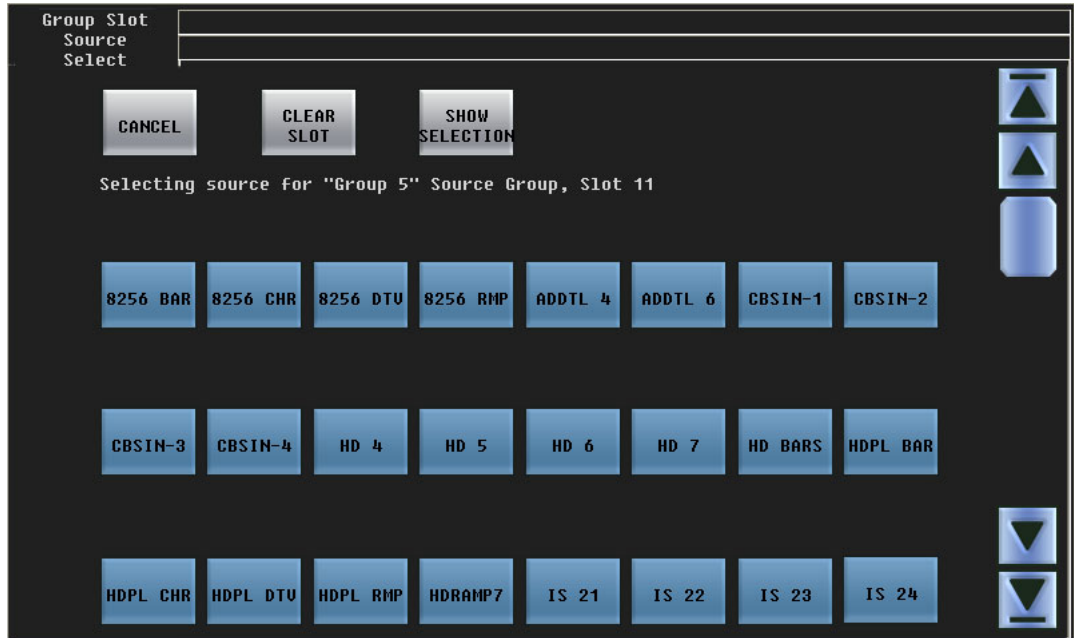 Group Slot
Source
Select
CANCEL
CLEAR
SLOT
SHOW
SELECTION
Selecting source for "Group 5" Source Group, Slot 11
8256 BAR 8256 CHR 8256 DTV 8256 RMP ADDTL 4 ADDTL 6 CBSIN-1 CBSIN-2
CBSIN-3 CBSIN-4 HD 4 HD 5 HD 6 HD 7 HD BARS HDPL BAR
HDPL CHR HDPL DTV HDPL RMP HDRAMP7 IS 21 IS 22 IS 23 IS 24